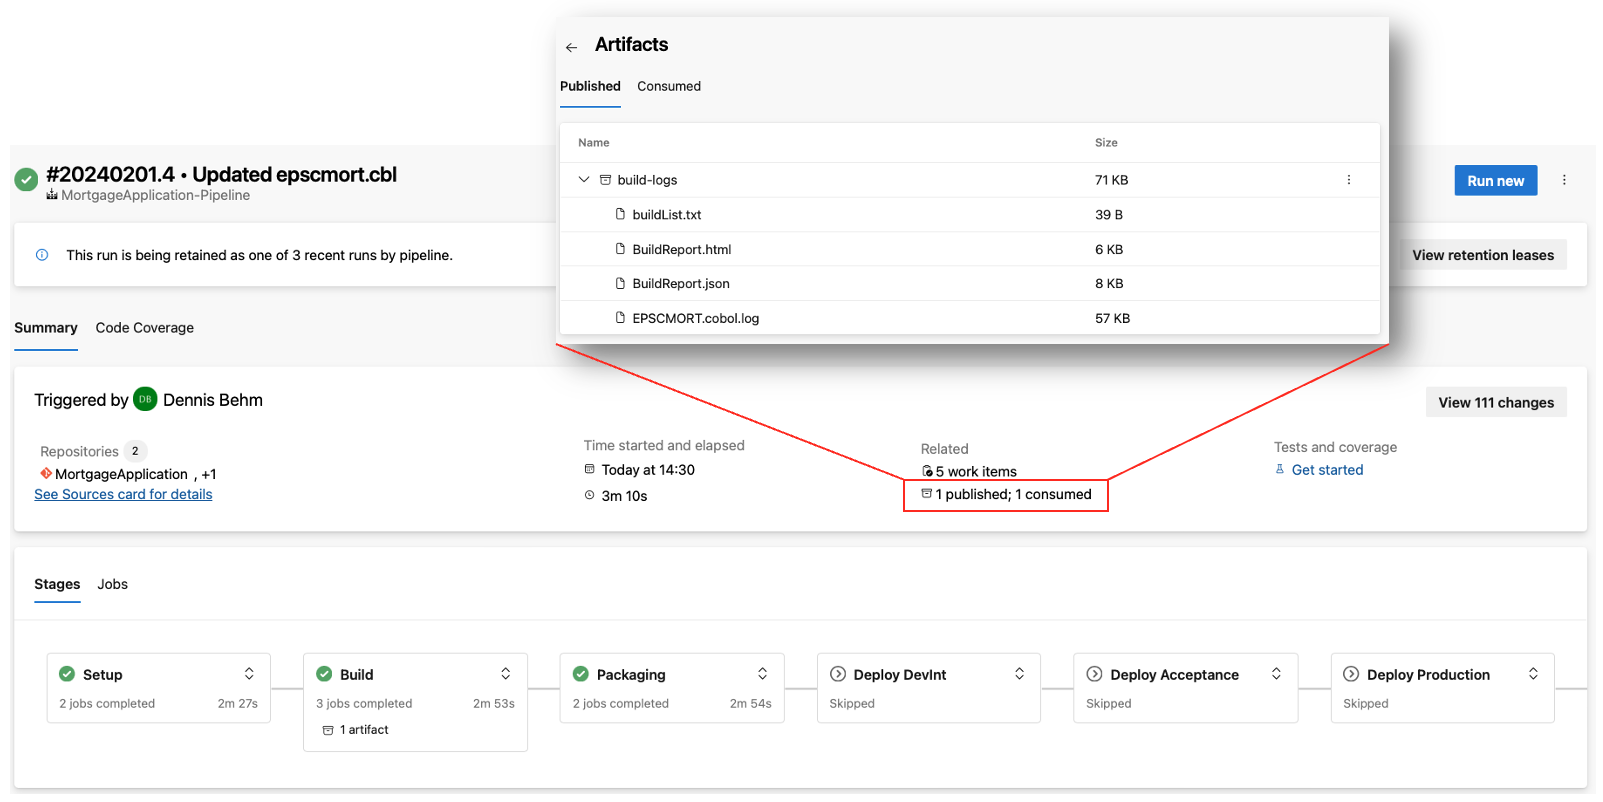 Artifacts
Published Consumed
Name Size
build-logs 71 KB
buildList.txt 39 B
BuildReport.html 6 KB
BuildReport.json 8 KB
EPSCMORT.cobol.log 57 KB
#20240201.4 • Updated epscmort.cbl
MortgageApplication-Pipeline
Run new
This run is being retained as one of 3 recent runs by pipeline.
View retention leases
Summary Code Coverage
Triggered by DB Dennis Behm
View 111 changes
Repositories 2
MortgageApplication , +1
See Sources card for details
Time started and elapsed
Today at 14:30
3m 10s
Related
5 work items
1 published; 1 consumed
Tests and coverage
Get started
Stages Jobs
Setup
2 jobs completed 2m 27s
Build
3 jobs completed 2m 53s
1 artifact
Packaging
2 jobs completed 2m 54s
Deploy DevInt
Skipped
Deploy Acceptance
Skipped
Deploy Production
Skipped